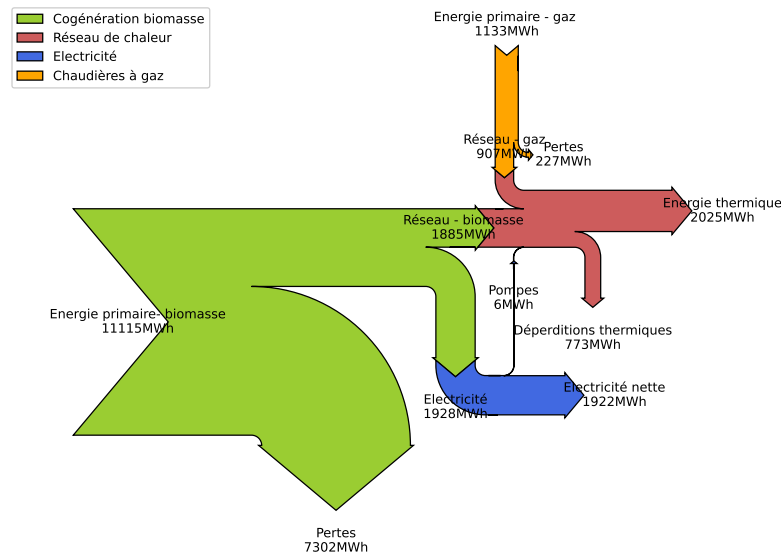 Cogénération biomasse
Réseau de chaleur
Electricité
Chaudières à gaz
Energie primaire - gaz
1133MWh
Réseau - gaz
907MWh
Pertes
227MWh
Energie thermique
2025MWh
Réseau - biomasse
1885MWh
Pompes
6MWh
Energie primaire- biomasse
11115MWh
Déperditions thermiques
773MWh
Electricité
1928MWh
Electricité nette
1922MWh
Pertes
7302MWh